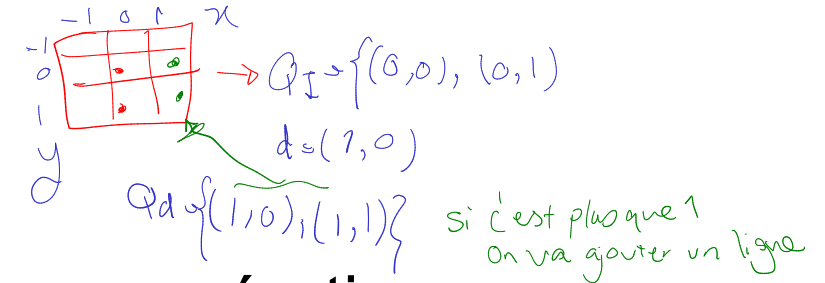 -1 0 1 x
-1
0
1
y
→ Q_I = {(0,0), (0,1)
d = (1,0)
Qd = {(1,0), (1,1)}
si c'est plus que 1
on va ajouter un ligne